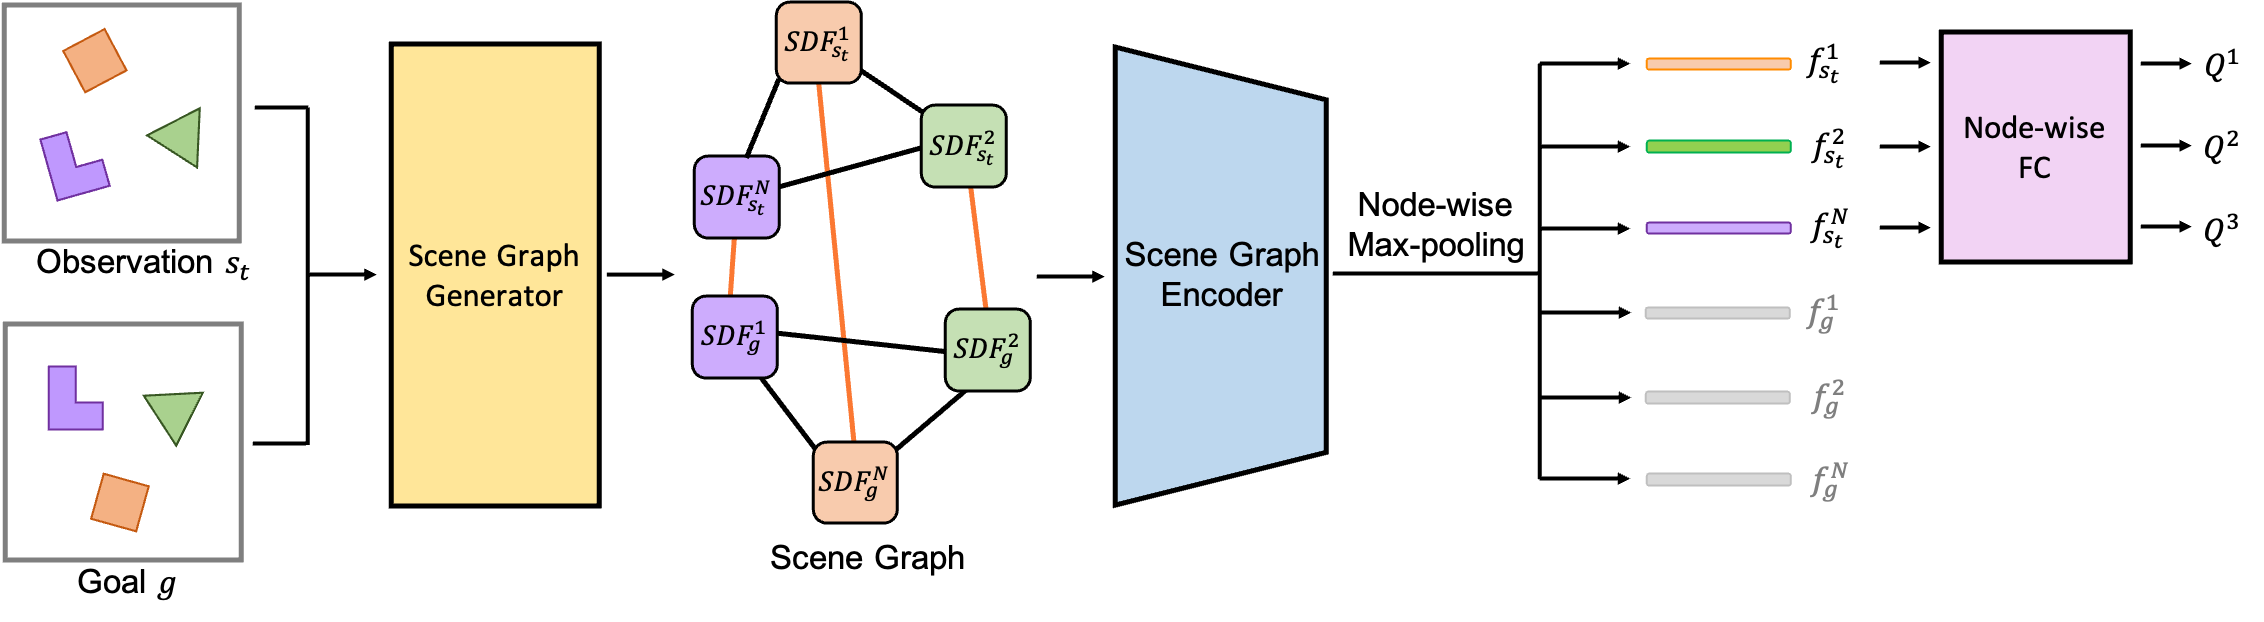 Observation $s_t$
Goal $g$
Scene Graph
Generator
$SDF_{s_t}^1$
$SDF_{s_t}^2$
$SDF_{s_t}^N$
$SDF_g^1$
$SDF_g^2$
$SDF_g^N$
Scene Graph
Scene Graph
Encoder
Node-wise
Max-pooling
$f_{s_t}^1$
$f_{s_t}^2$
$f_{s_t}^N$
$f_g^1$
$f_g^2$
$f_g^N$
Node-wise
FC
$Q^1$
$Q^2$
$Q^3$